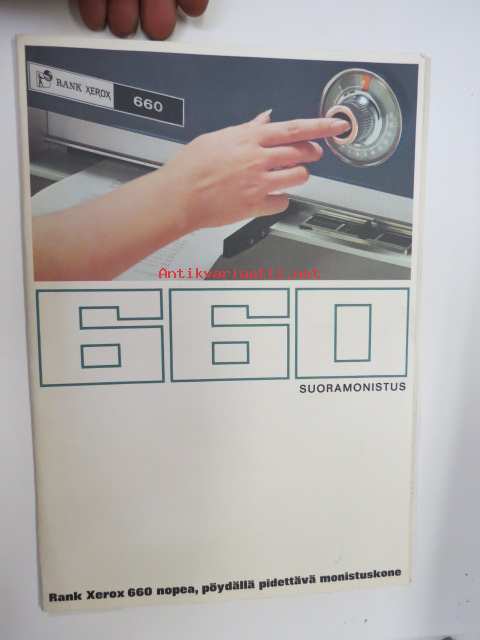 RANK XEROX 660
Antikvariaatti.net
660
SUORAMONISTUS
Rank Xerox 660 nopea, pöydällä pidettävä monistuskone